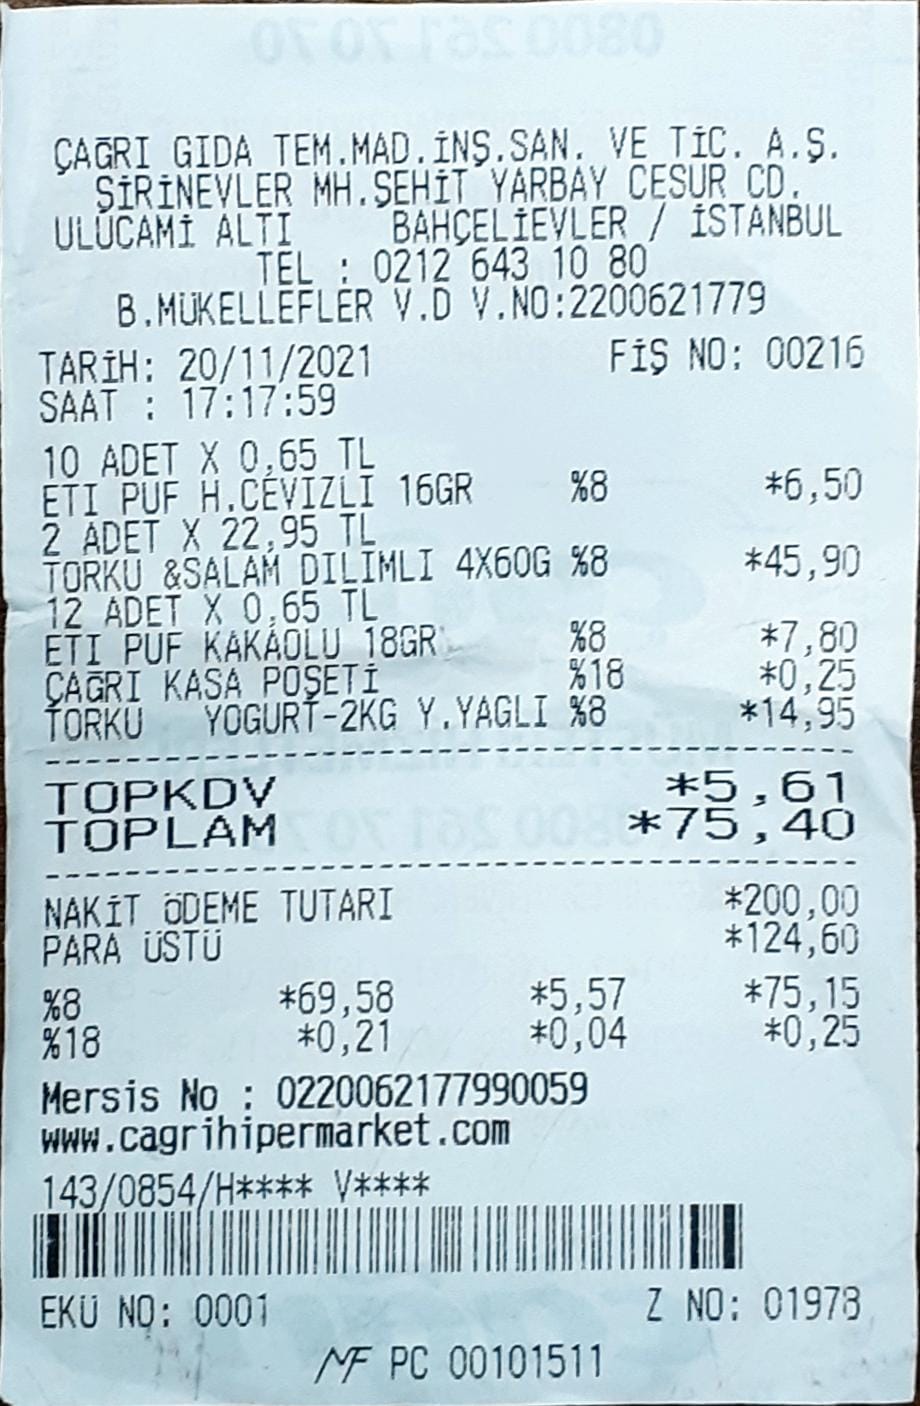 ÇAĞRI GIDA TEM.MAD.İNŞ.SAN. VE TİC. A.Ş.
ŞİRİNEVLER MH.ŞEHİT YARBAY CESUR CD.
ULUCAMİ ALTI BAHÇELİEVLER / İSTANBUL
TEL : 0212 643 10 80
B.MÜKELLEFLER V.D V.NO:2200621779
TARİH: 20/11/2021 FİŞ NO: 00216
SAAT : 17:17:59
10 ADET X 0,65 TL
ETI PUF H.CEVIZLI 16GR %8 *6,50
2 ADET X 22,95 TL
TORKU &SALAM DILIMLI 4X60G %8 *45,90
12 ADET X 0,65 TL
ETI PUF KAKAOLU 18GR %8 *7,80
ÇAĞRI KASA POŞETİ %18 *0,25
TORKU YOGURT-2KG Y.YAGLI %8 *14,95
TOPKDV *5,61
TOPLAM *75,40
NAKİT ÖDEME TUTARI *200,00
PARA ÜSTÜ *124,60
%8 *69,58 *5,57 *75,15
%18 *0,21 *0,04 *0,25
Mersis No : 0220062177990059
www.cagrihipermarket.com
143/0854/H**** V****
EKÜ NO: 0001 Z NO: 01978
MF PC 00101511